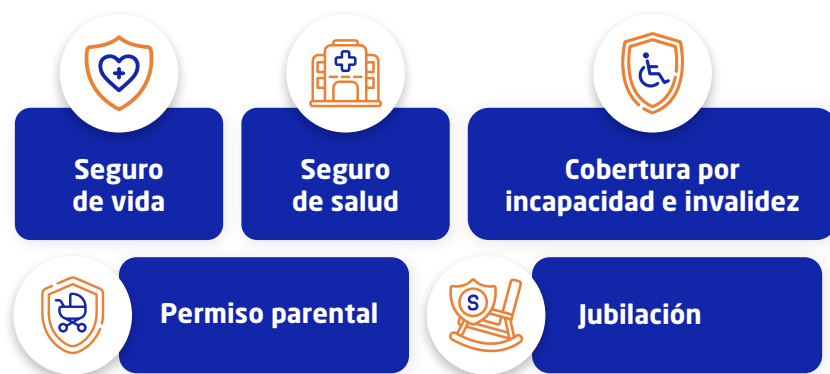 Seguro
de vida
Seguro
de salud
Cobertura por
incapacidad e invalidez
Permiso parental
S
Jubilación